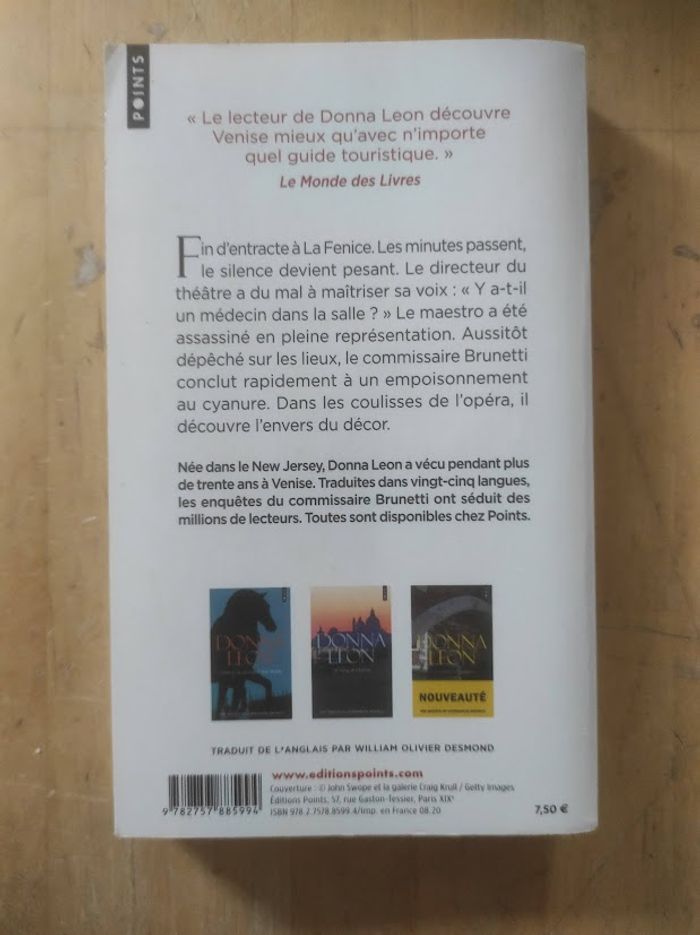 POINTS
« Le lecteur de Donna Leon découvre
Venise mieux qu'avec n'importe
quel guide touristique. »
Le Monde des Livres
Fin d'entracte à La Fenice. Les minutes passent,
le silence devient pesant. Le directeur du
théâtre a du mal à maîtriser sa voix : « Y a-t-il
un médecin dans la salle ? » Le maestro a été
assassiné en pleine représentation. Aussitôt
dépêché sur les lieux, le commissaire Brunetti
conclut rapidement à un empoisonnement
au cyanure. Dans les coulisses de l'opéra, il
découvre l'envers du décor.
Née dans le New Jersey, Donna Leon a vécu pendant plus
de trente ans à Venise. Traduites dans vingt-cinq langues,
les enquêtes du commissaire Brunetti ont séduit des
millions de lecteurs. Toutes sont disponibles chez Points.
DONNA
LEON
DONNA
LEON
DONNA
LEON
NOUVEAUTÉ
TRADUIT DE L'ANGLAIS PAR WILLIAM OLIVIER DESMOND
www.editionspoints.com
Couverture : © John Swope et la galerie Craig Krull / Getty Images
Éditions Points, 57, rue Gaston-Tessier, Paris XIXe
ISBN 978.2.7578.8599.4/Imp. en France 08.20
9 782757 885994
7,50 €